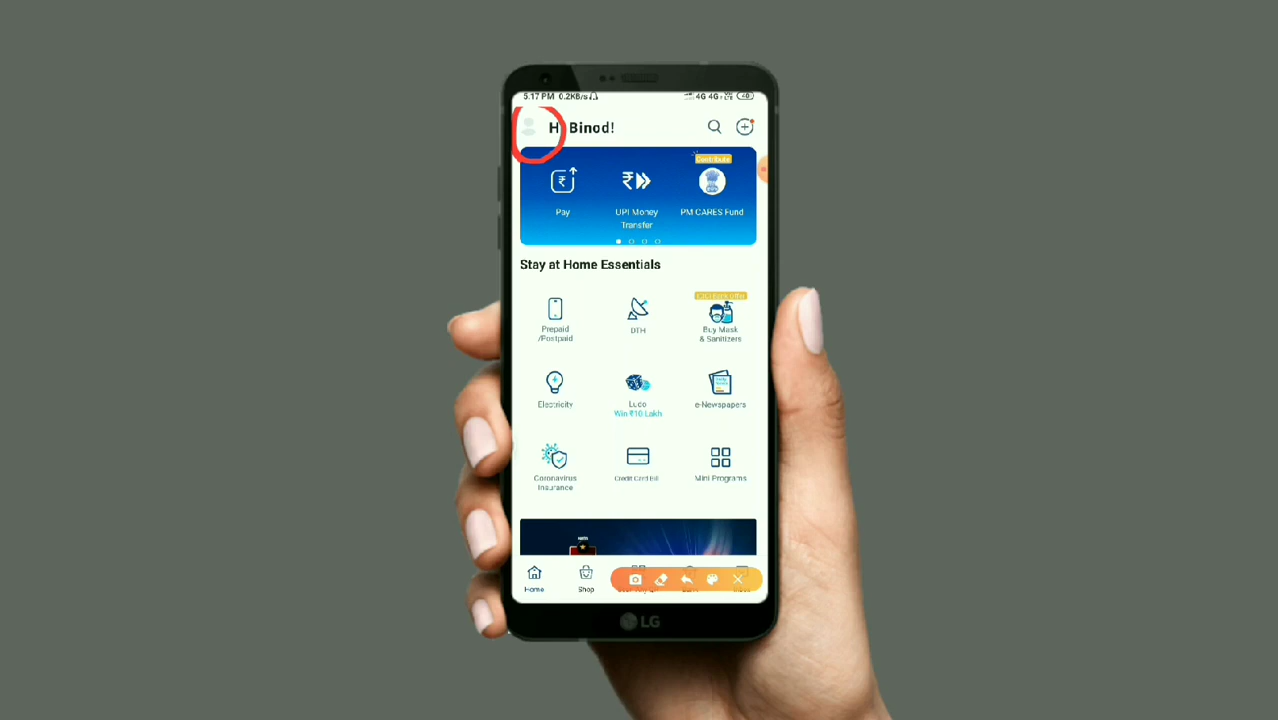 5.17 PM 0.2KB/s
4G 4G
Hi Binod!
Contribute
Pay
UPI Money
Transfer
PM CARES Fund
Stay at Home Essentials
Prepaid
/Postpaid
DTH
Buy Mask
& Sanitizers
Electricity
Ludo
Win ₹10 Lakh
e-Newspapers
Coronavirus
Insurance
Credit Card Bill
Mini Programs
Home
Shop
LG